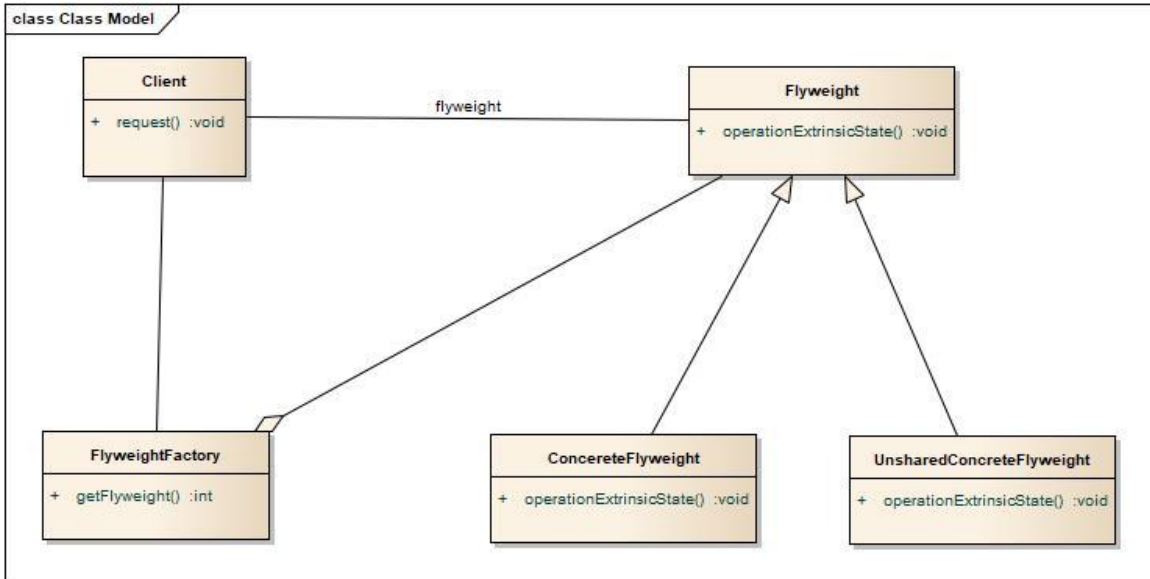 class Class Model
Client
+ request() :void
flyweight
Flyweight
+ operationExtrinsicState() :void
FlyweightFactory
+ getFlyweight() :int
ConcereteFlyweight
+ operationExtrinsicState() :void
UnsharedConcreteFlyweight
+ operationExtrinsicState() :void